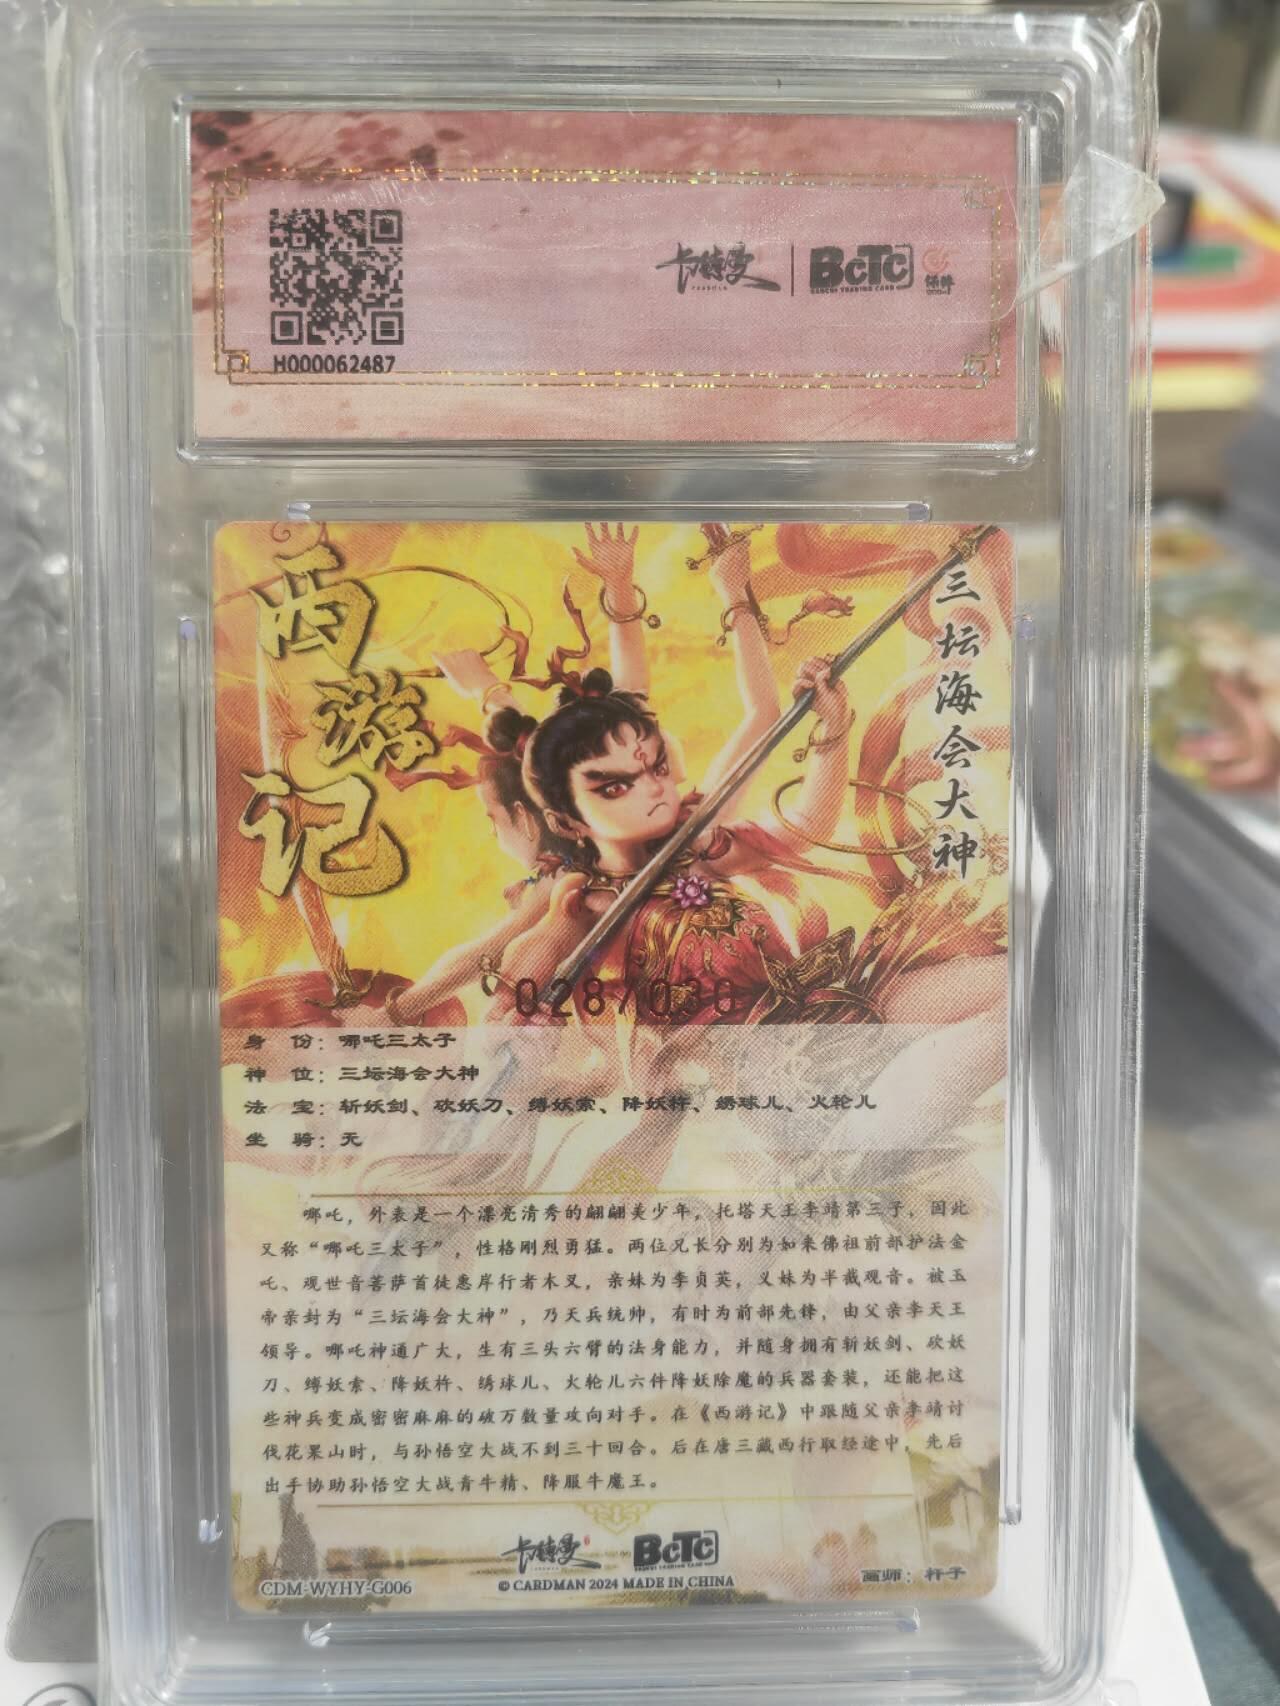 卡特曼
BCTC
保评
H000062487
西游记
三坛海会大神
028/030
身 份：哪吒三太子
神 位：三坛海会大神
法 宝：斩妖剑、砍妖刀、缚妖索、降妖杵、绣球儿、火轮儿
坐 骑：无
哪吒，外表是一个漂亮清秀的翩翩美少年，托塔天王李靖第三子，因此
又称“哪吒三太子”，性格刚烈勇猛。两位兄长分别为如来佛祖前部护法金
吒、观世音菩萨首徒惠岸行者木叉，亲妹为李贞英，义妹为半截观音。被玉
帝亲封为“三坛海会大神”，乃天兵统帅，有时为前部先锋，由父亲李天王
领导。哪吒神通广大，生有三头六臂的法身能力，并随身拥有斩妖剑、砍妖
刀、缚妖索、降妖杵、绣球儿、火轮儿六件降妖除魔的兵器套装，还能把这
些神兵变成密密麻麻的破万数量攻向对手。在《西游记》中跟随父亲李靖讨
伐花果山时，与孙悟空大战不到三十回合。后在唐三藏西行取经途中，先后
出手协助孙悟空大战青牛精、降服牛魔王。
卡特曼
BCTC
CDM-WYHY-G006
© CARDMAN 2024 MADE IN CHINA
画师：杆子